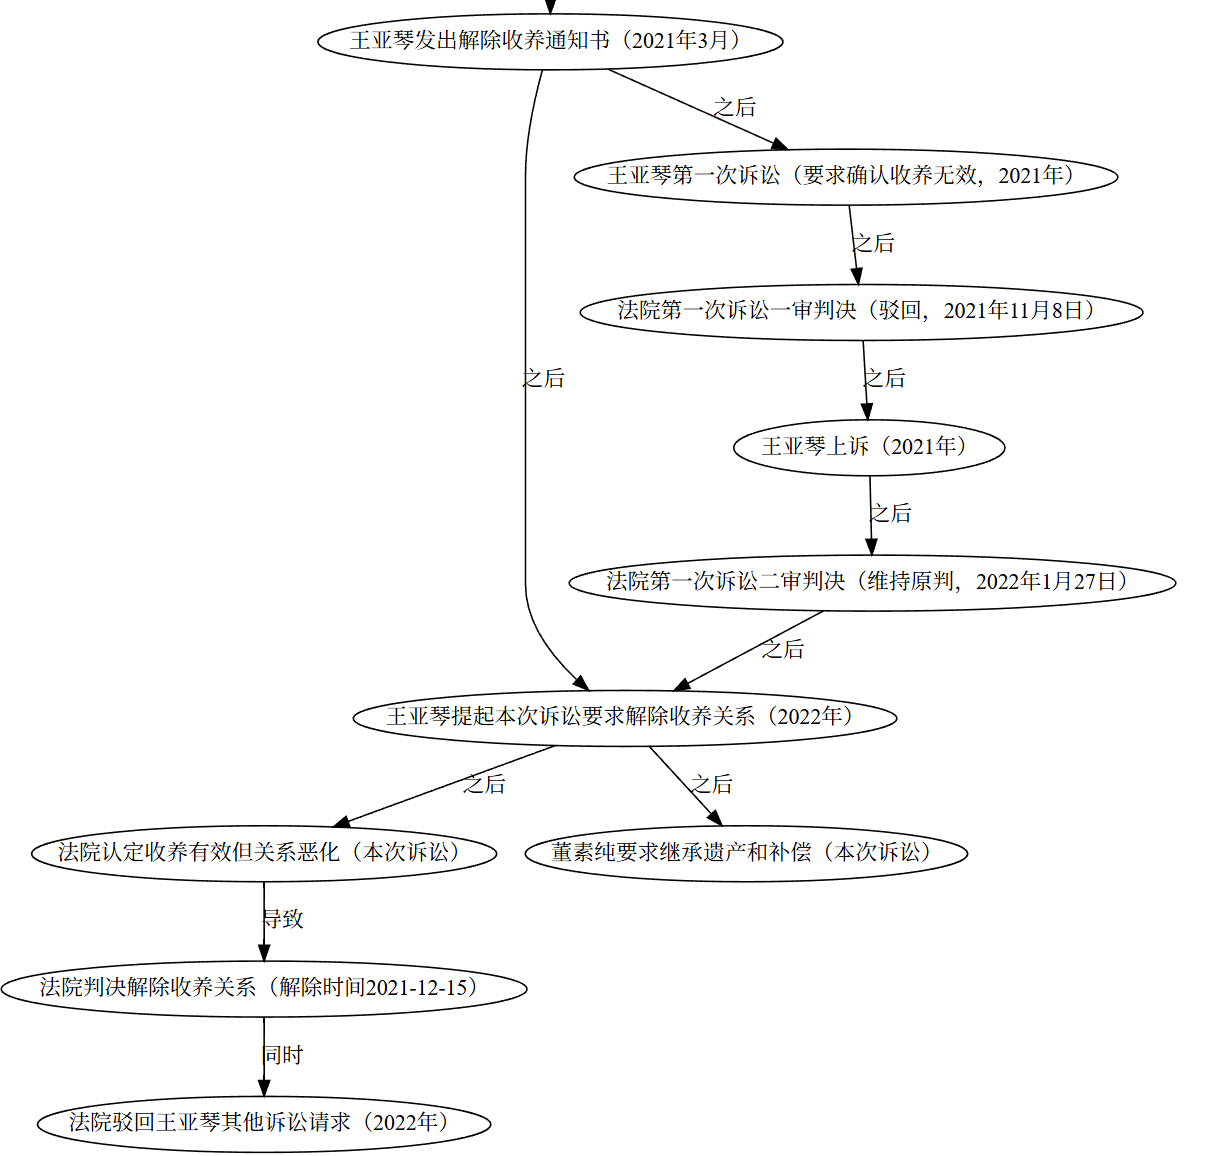 王亚琴发出解除收养通知书（2021年3月）
之后
王亚琴第一次诉讼（要求确认收养无效，2021年）
之后
法院第一次诉讼一审判决（驳回，2021年11月8日）
之后
之后
王亚琴上诉（2021年）
之后
法院第一次诉讼二审判决（维持原判，2022年1月27日）
之后
王亚琴提起本次诉讼要求解除收养关系（2022年）
之后
之后
法院认定收养有效但关系恶化（本次诉讼）
董素纯要求继承遗产和补偿（本次诉讼）
导致
法院判决解除收养关系（解除时间2021-12-15）
同时
法院驳回王亚琴其他诉讼请求（2022年）